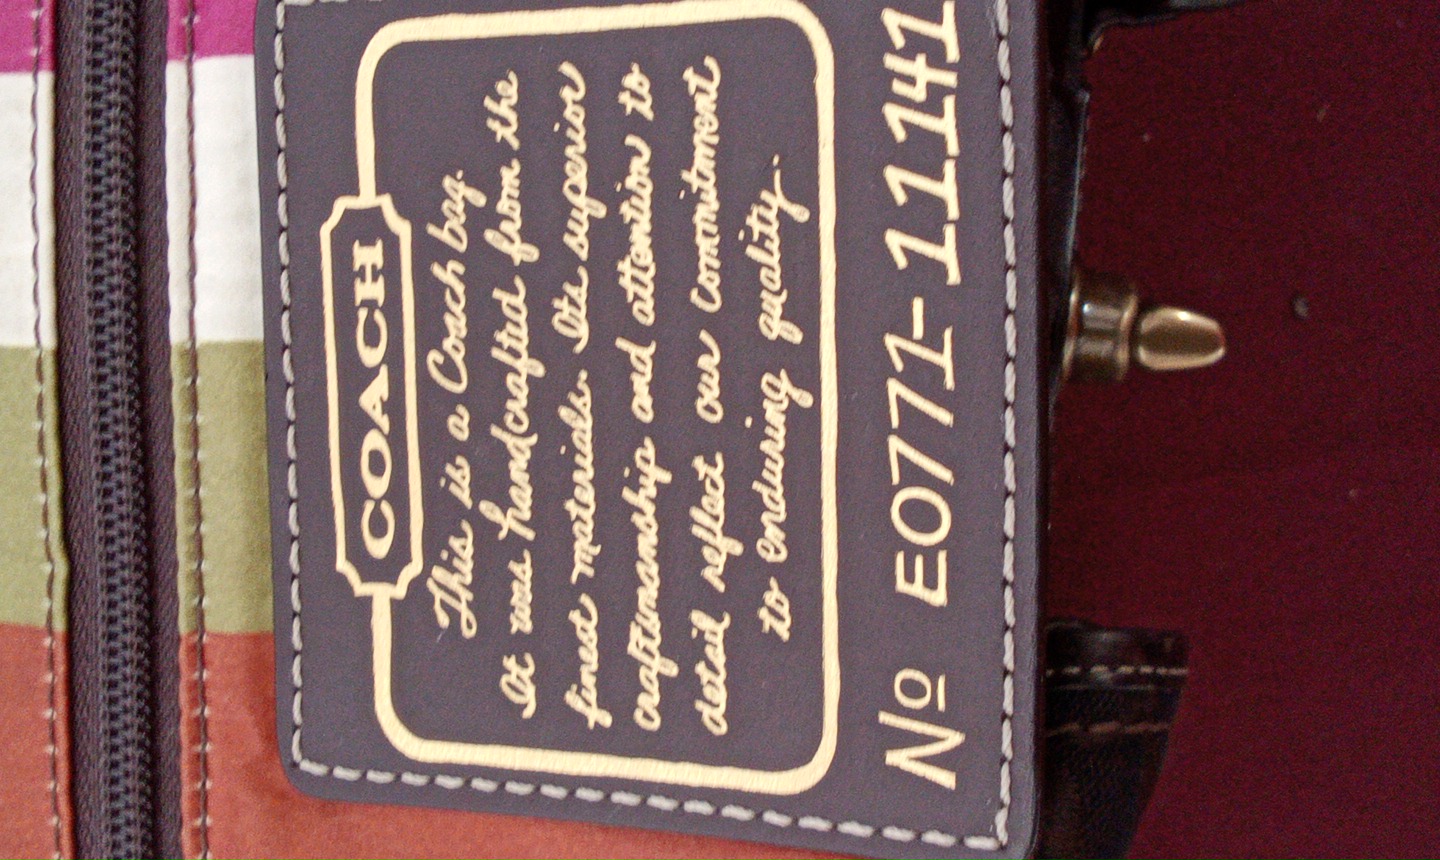 COACH
This is a Coach bag.
It was handcrafted from the
finest materials. Its superior
craftsmanship and attention to
detail reflect our commitment
to enduring quality.
Nº EO771-11141